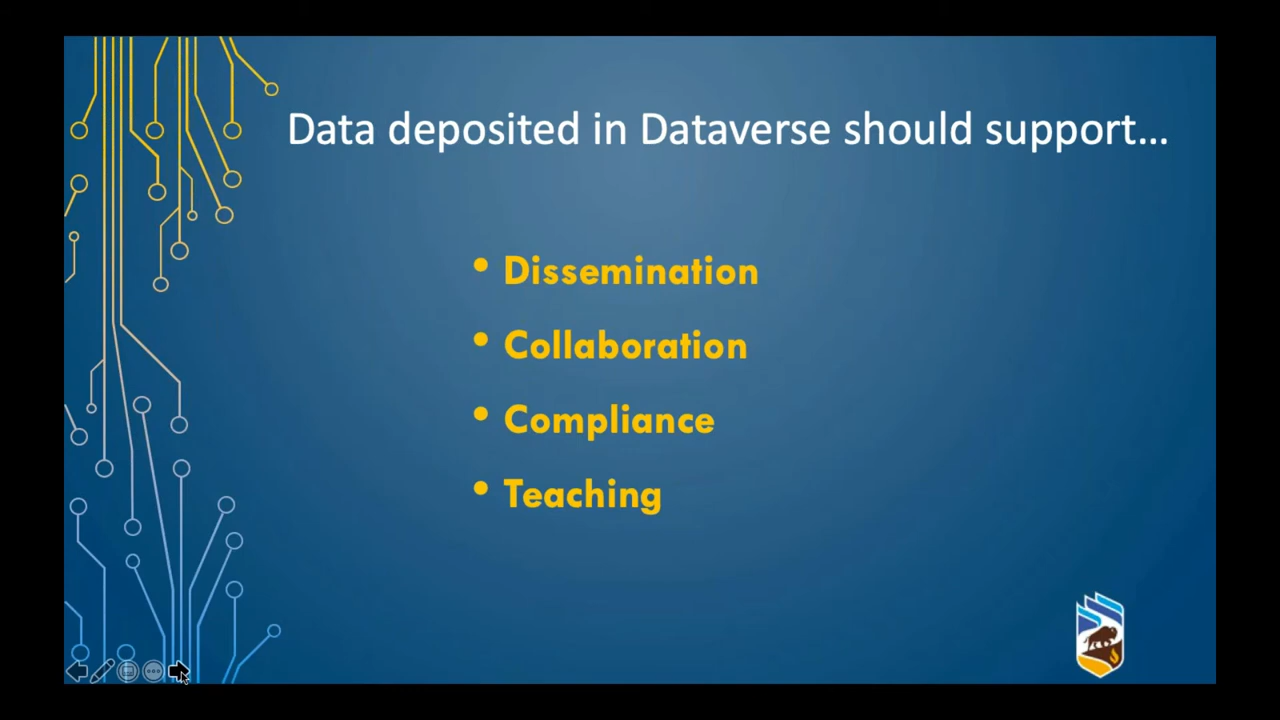 Data deposited in Dataverse should support...
• Dissemination
• Collaboration
• Compliance
• Teaching